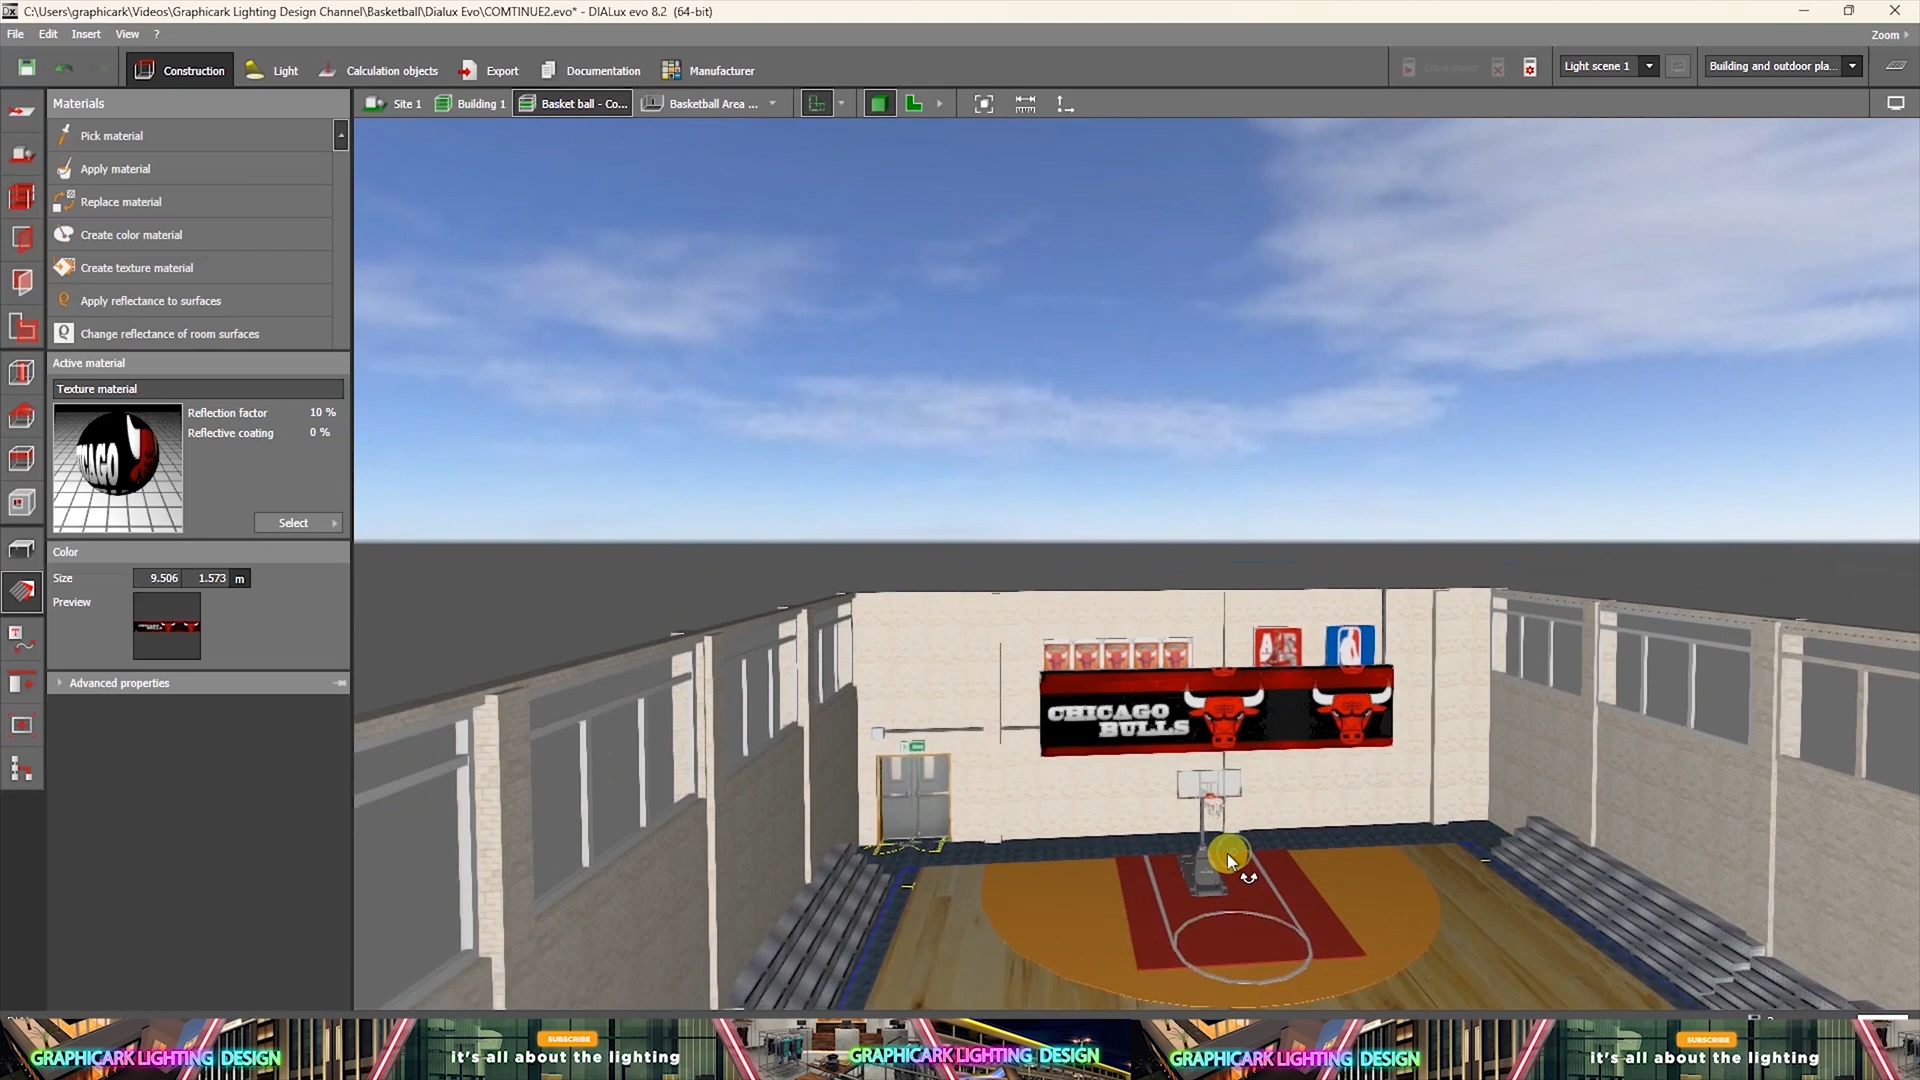 Dx C:\Users\graphicark\Videos\Graphicark Lighting Design Channel\Basketball\Dialux Evo\COMTINUE2.evo* - DIALux evo 8.2 (64-bit)
File Edit Insert View ? Zoom
Construction Light Calculation objects Export Documentation Manufacturer Light scene 1 Building and outdoor pla...
Materials Site 1 Building 1 Basket ball - Co... Basketball Area ...
Pick material
Apply material
Replace material
Create color material
Create texture material
Apply reflectance to surfaces
Change reflectance of room surfaces
Active material
Texture material
Reflection factor 10 %
Reflective coating 0 %
Select
Color
Size 9.506 1.573 m
Preview
Advanced properties
CHICAGO
BULLS
SUBSCRIBE
GRAPHICARK LIGHTING DESIGN
it's all about the lighting
GRAPHICARK LIGHTING DESIGN
GRAPHICARK LIGHTING DESIGN
SUBSCRIBE
it's all about the lighting